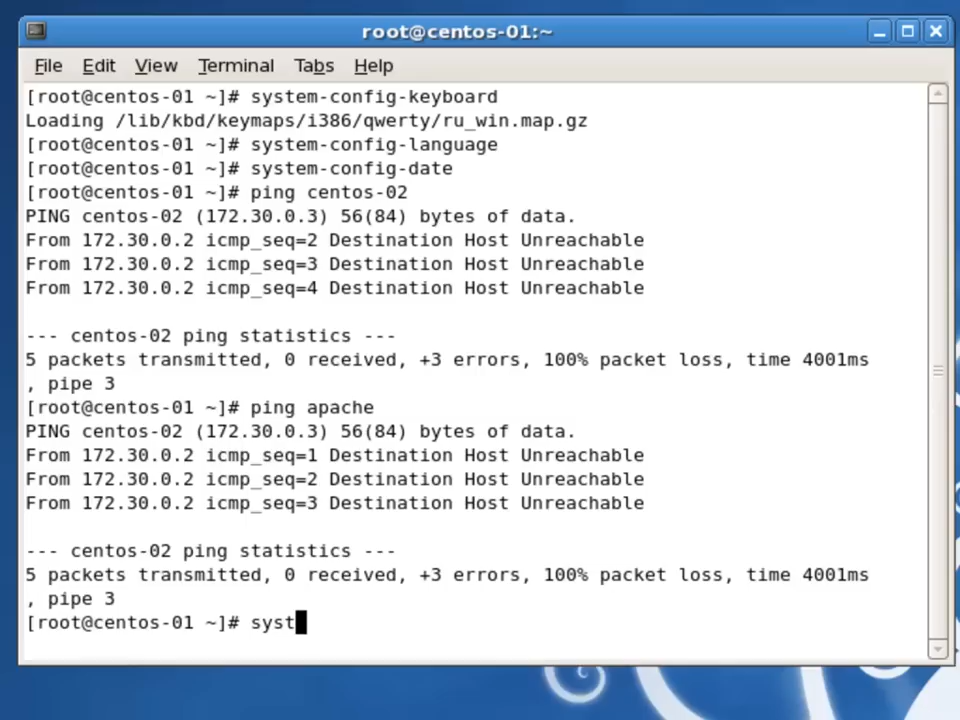 root@centos-01:~
File Edit View Terminal Tabs Help
[root@centos-01 ~]# system-config-keyboard
Loading /lib/kbd/keymaps/i386/qwerty/ru_win.map.gz
[root@centos-01 ~]# system-config-language
[root@centos-01 ~]# system-config-date
[root@centos-01 ~]# ping centos-02
PING centos-02 (172.30.0.3) 56(84) bytes of data.
From 172.30.0.2 icmp_seq=2 Destination Host Unreachable
From 172.30.0.2 icmp_seq=3 Destination Host Unreachable
From 172.30.0.2 icmp_seq=4 Destination Host Unreachable
--- centos-02 ping statistics ---
5 packets transmitted, 0 received, +3 errors, 100% packet loss, time 4001ms
, pipe 3
[root@centos-01 ~]# ping apache
PING centos-02 (172.30.0.3) 56(84) bytes of data.
From 172.30.0.2 icmp_seq=1 Destination Host Unreachable
From 172.30.0.2 icmp_seq=2 Destination Host Unreachable
From 172.30.0.2 icmp_seq=3 Destination Host Unreachable
--- centos-02 ping statistics ---
5 packets transmitted, 0 received, +3 errors, 100% packet loss, time 4001ms
, pipe 3
[root@centos-01 ~]# syst